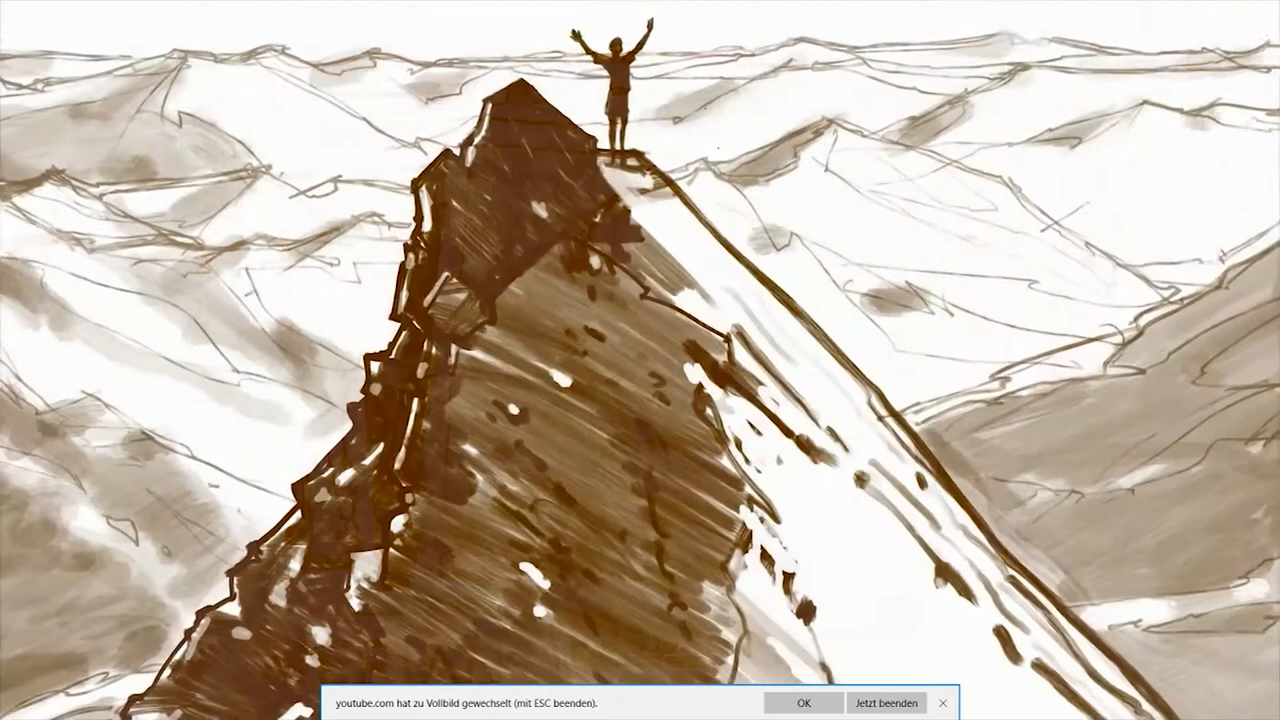 youtube.com hat zu Vollbild gewechselt (mit ESC beenden).
OK
Jetzt beenden